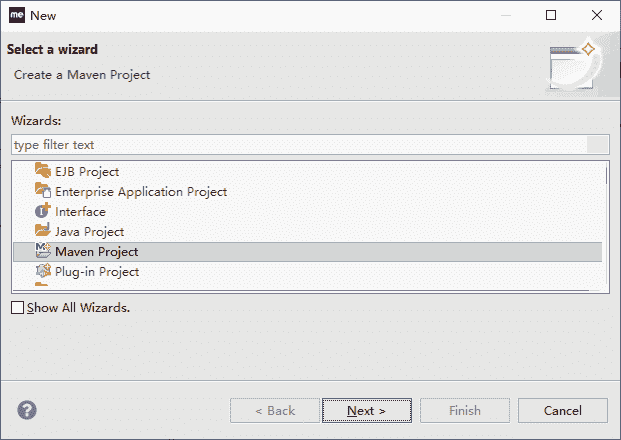 me New
Select a wizard
Create a Maven Project
Wizards:
type filter text
EJB Project
Enterprise Application Project
Interface
Java Project
Maven Project
Plug-in Project
Show All Wizards.
?
< Back Next > Finish Cancel